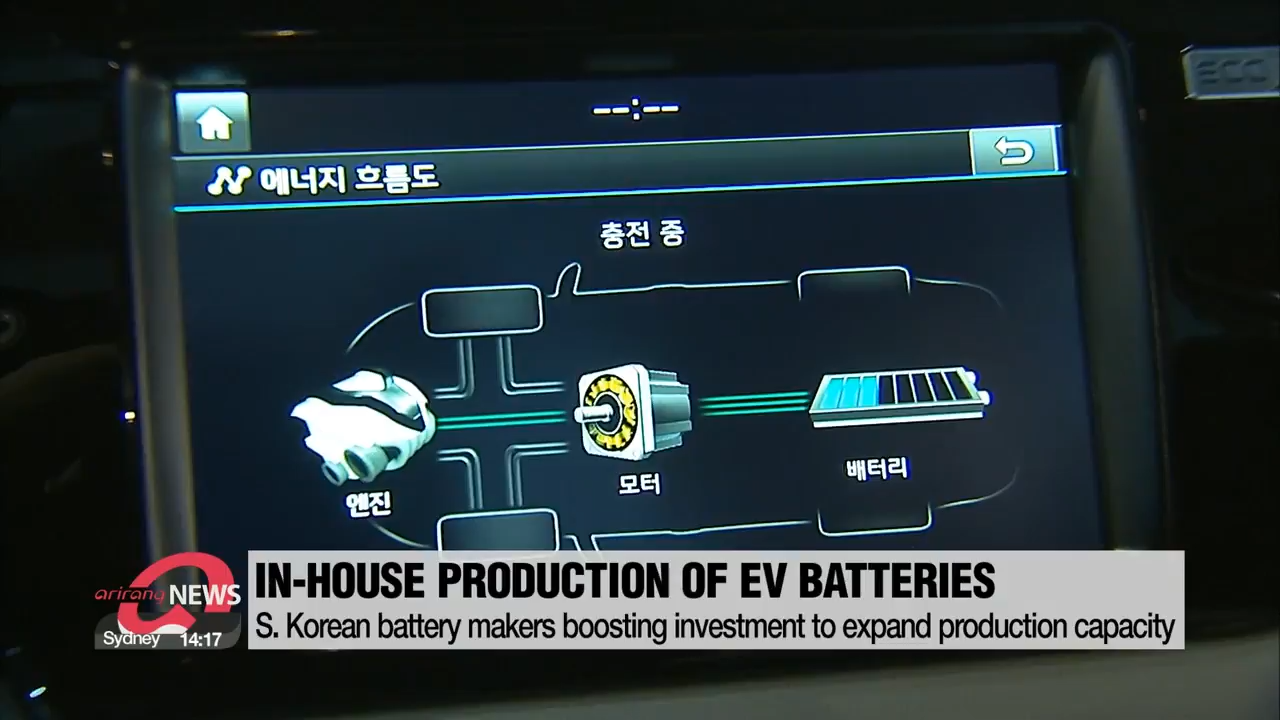 --:--
에너지 흐름도
충전 중
엔진
모터
배터리
arirang NEWS
Sydney 14:17
IN-HOUSE PRODUCTION OF EV BATTERIES
S. Korean battery makers boosting investment to expand production capacity